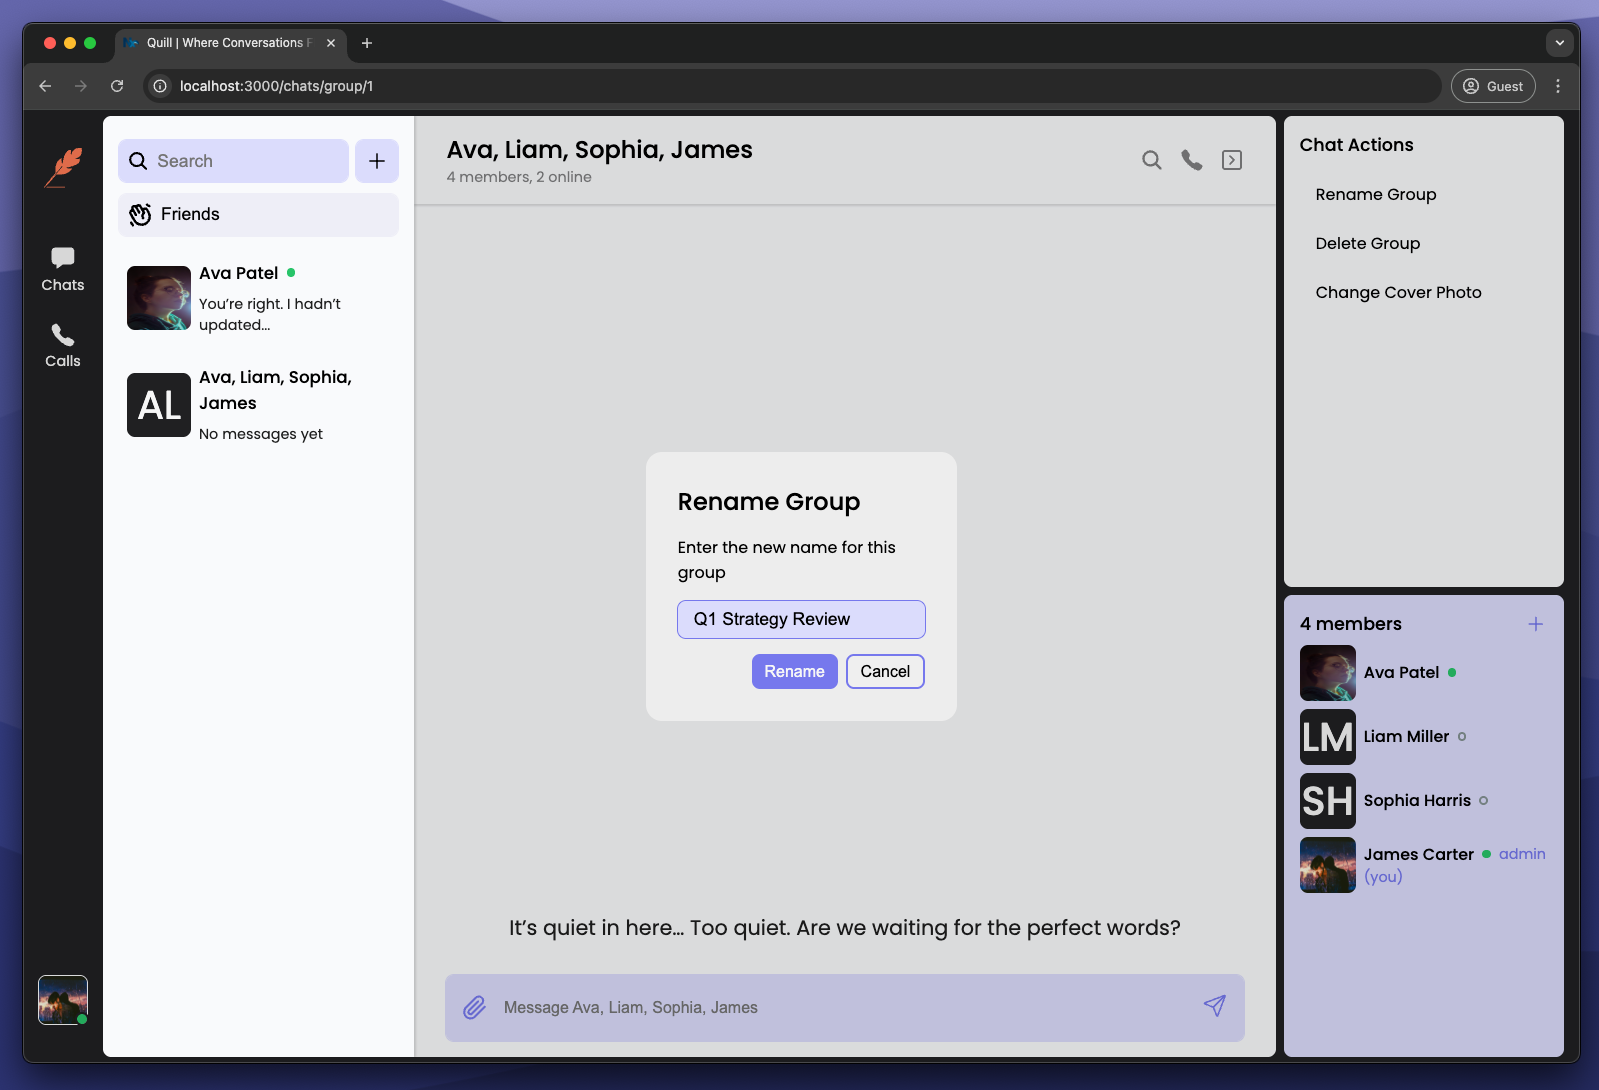 Quill | Where Conversations F
localhost:3000/chats/group/1
Guest
Chats
Calls
Search
Friends
Ava Patel
You're right. I hadn't
updated...
AL
Ava, Liam, Sophia,
James
No messages yet
Ava, Liam, Sophia, James
4 members, 2 online
Rename Group
Enter the new name for this
group
Q1 Strategy Review
Rename
Cancel
It's quiet in here... Too quiet. Are we waiting for the perfect words?
Message Ava, Liam, Sophia, James
Chat Actions
Rename Group
Delete Group
Change Cover Photo
4 members
Ava Patel
LM
Liam Miller
SH
Sophia Harris
James Carter admin
(you)